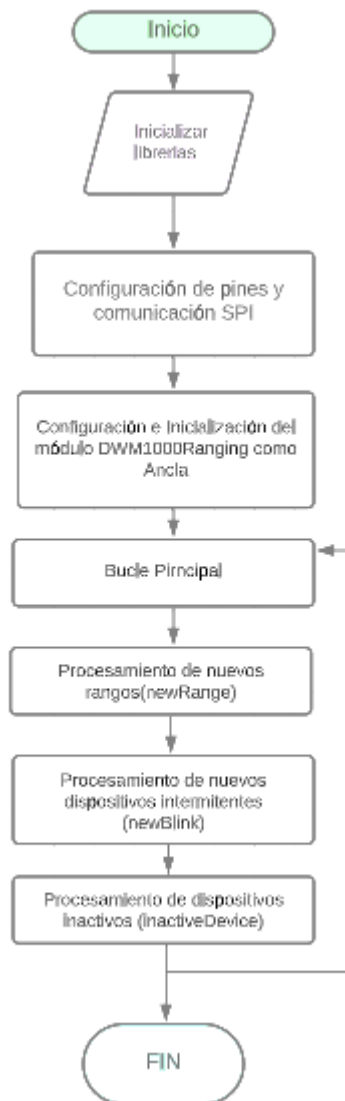 Inicio
Inicializar
librerías
Configuración de pines y
comunicación SPI
Configuración e Inicialización del
módulo DWM1000Ranging como
Ancla
Bucle Pirncipal
Procesamiento de nuevos
rangos(newRange)
Procesamiento de nuevos
dispositivos intermitentes
(newBlink)
Procesamiento de dispositivos
inactivos (inactiveDevice)
FIN